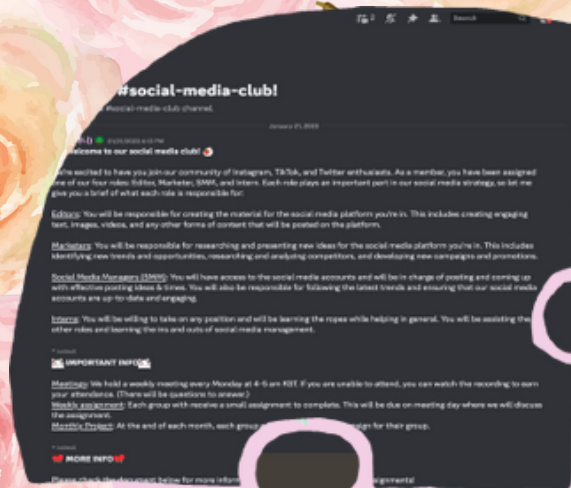 Search
#social-media-club!
#social-media-club channel.
January 21, 2023
Welcome to our social media club!
We're excited to have you join our community of Instagram, TikTok, and Twitter enthusiasts. As a member, you have been assigned
one of our four roles: Editor, Marketer, SMM, and Intern. Each role plays an important part in our social media strategy, so let me
give you a brief of what each role is responsible for:
Editors: You will be responsible for creating the material for the social media platform you're in. This includes creating engaging
text, images, videos, and any other forms of content that will be posted on the platform.
Marketers: You will be responsible for researching and presenting new ideas for the social media platform you're in. This includes
identifying new trends and opportunities, researching and analyzing competitors, and developing new campaigns and promotions.
Social Media Managers (SMM): You will have access to the social media accounts and will be in charge of posting and coming up
with effective posting ideas & times. You will also be responsible for following the latest trends and ensuring that our social media
accounts are up-to-date and engaging.
Interns: You will be willing to take on any position and will be learning the ropes while helping in general. You will be assisting the
other roles and learning the ins and outs of social media management.
IMPORTANT INFO
Meetings: We hold a weekly meeting every Monday at 4-5 am KST. If you are unable to attend, you can watch the recording to earn
your attendance. (There will be questions to answer.)
Weekly assignment: Each group with receive a small assignment to complete. This will be due on meeting day where we will discuss
the assignment.
Monthly Project: At the end of each month, each group for their group.
MORE INFO
Please check the document below for more